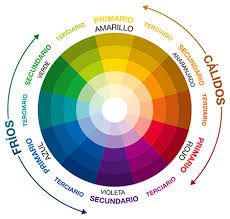 PRIMARIO
AMARILLO
TERCIARIO
TERCIARIO
SECUNDARIO
VERDE
SECUNDARIO
ANARANJADO
CÁLIDOS
TERCIARIO
TERCIARIO
FRÍOS
PRIMARIO
AZUL
PRIMARIO
ROJO
TERCIARIO
VIOLETA
SECUNDARIO
TERCIARIO